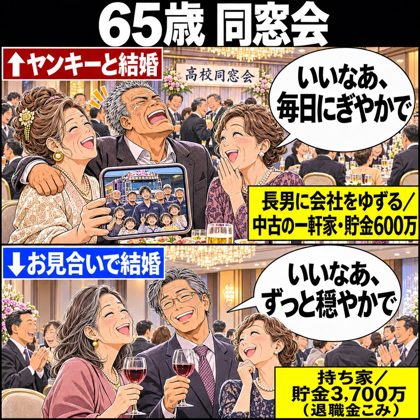 65歳 同窓会
↑ヤンキーと結婚
高校同窓会
いいなあ、
毎日にぎやかで
長男に会社をゆずる/
中古の一軒家・貯金600万
↓お見合いで結婚
いいなあ、
ずっと穏やかで
持ち家/
貯金3,700万
(退職金こみ)